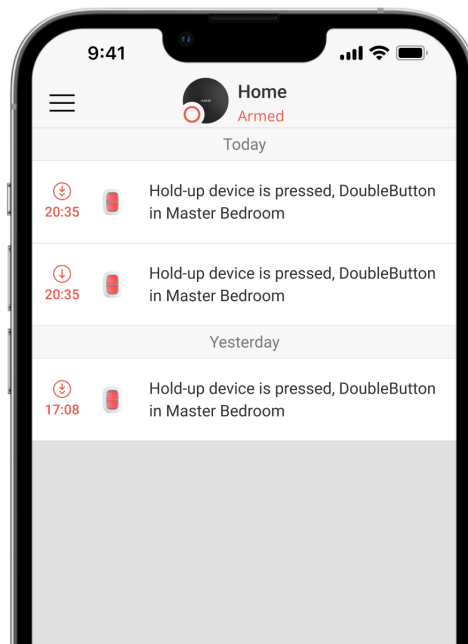 9:41
Home
Armed
Today
Hold-up device is pressed, DoubleButton
in Master Bedroom
20:35
Hold-up device is pressed, DoubleButton
in Master Bedroom
20:35
Yesterday
Hold-up device is pressed, DoubleButton
in Master Bedroom
17:08